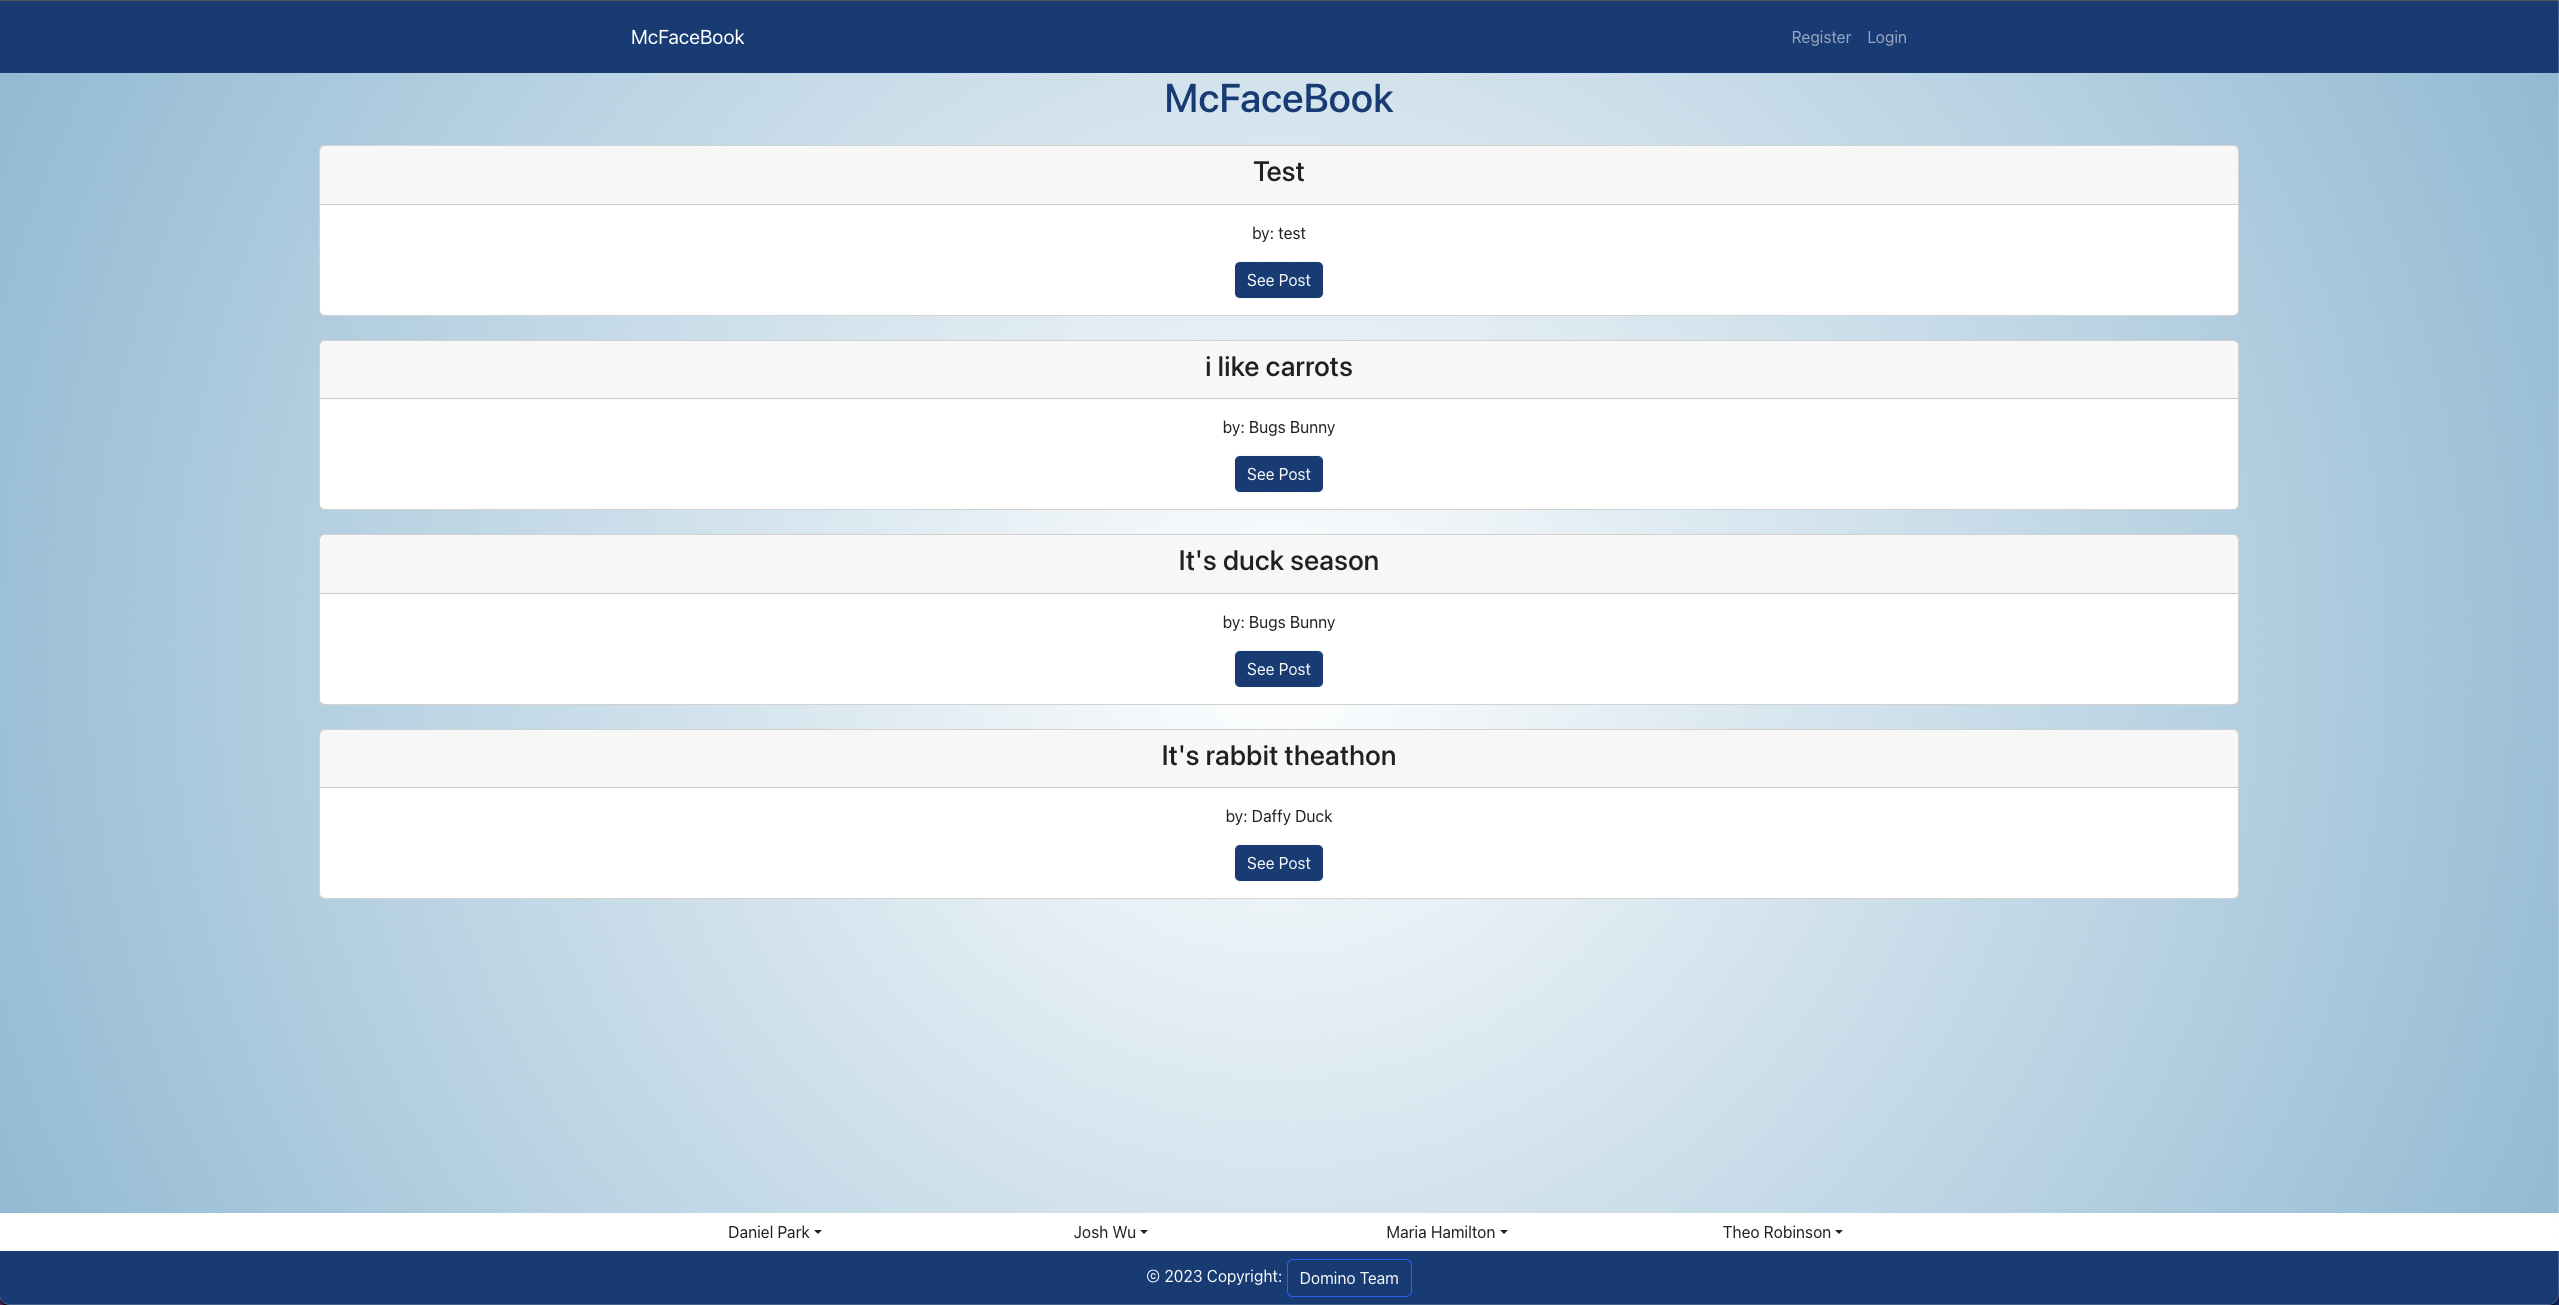 McFaceBook Register Login
McFaceBook
Test
by: test
See Post
i like carrots
by: Bugs Bunny
See Post
It's duck season
by: Bugs Bunny
See Post
It's rabbit theathon
by: Daffy Duck
See Post
Daniel Park Josh Wu Maria Hamilton Theo Robinson
© 2023 Copyright: Domino Team